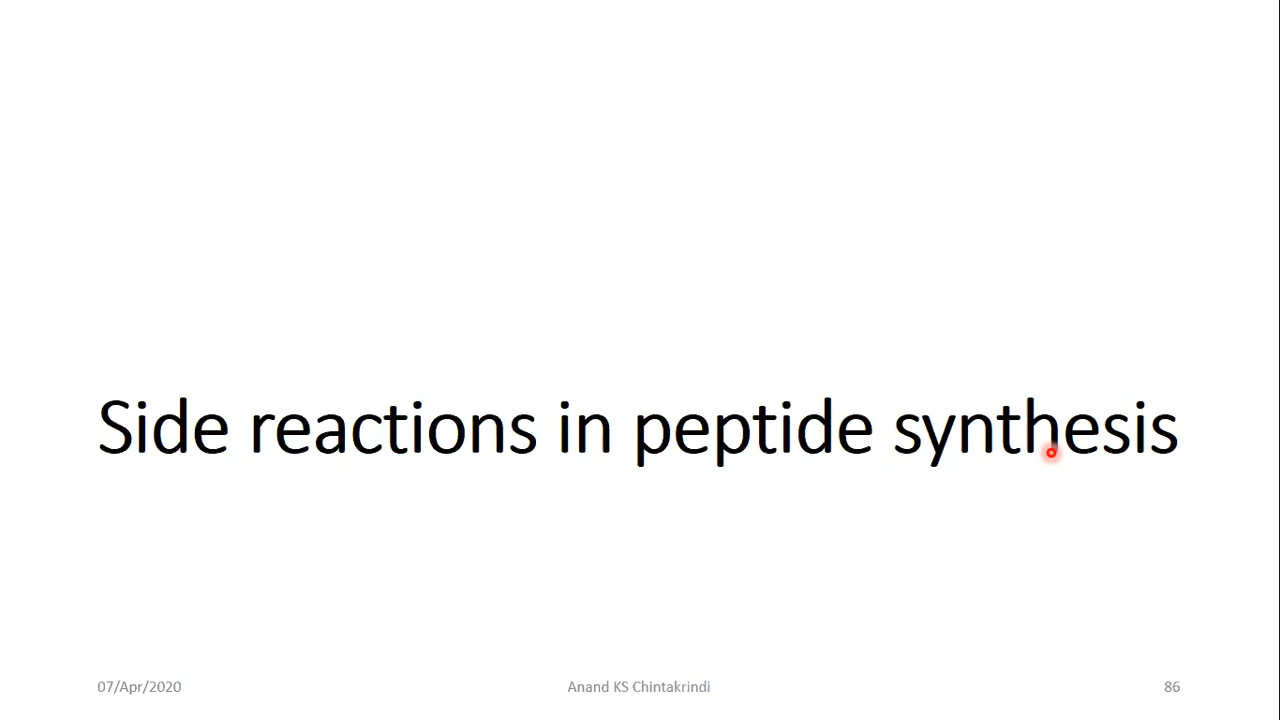 Side reactions in peptide synthesis
07/Apr/2020
Anand KS Chintakrindi
86